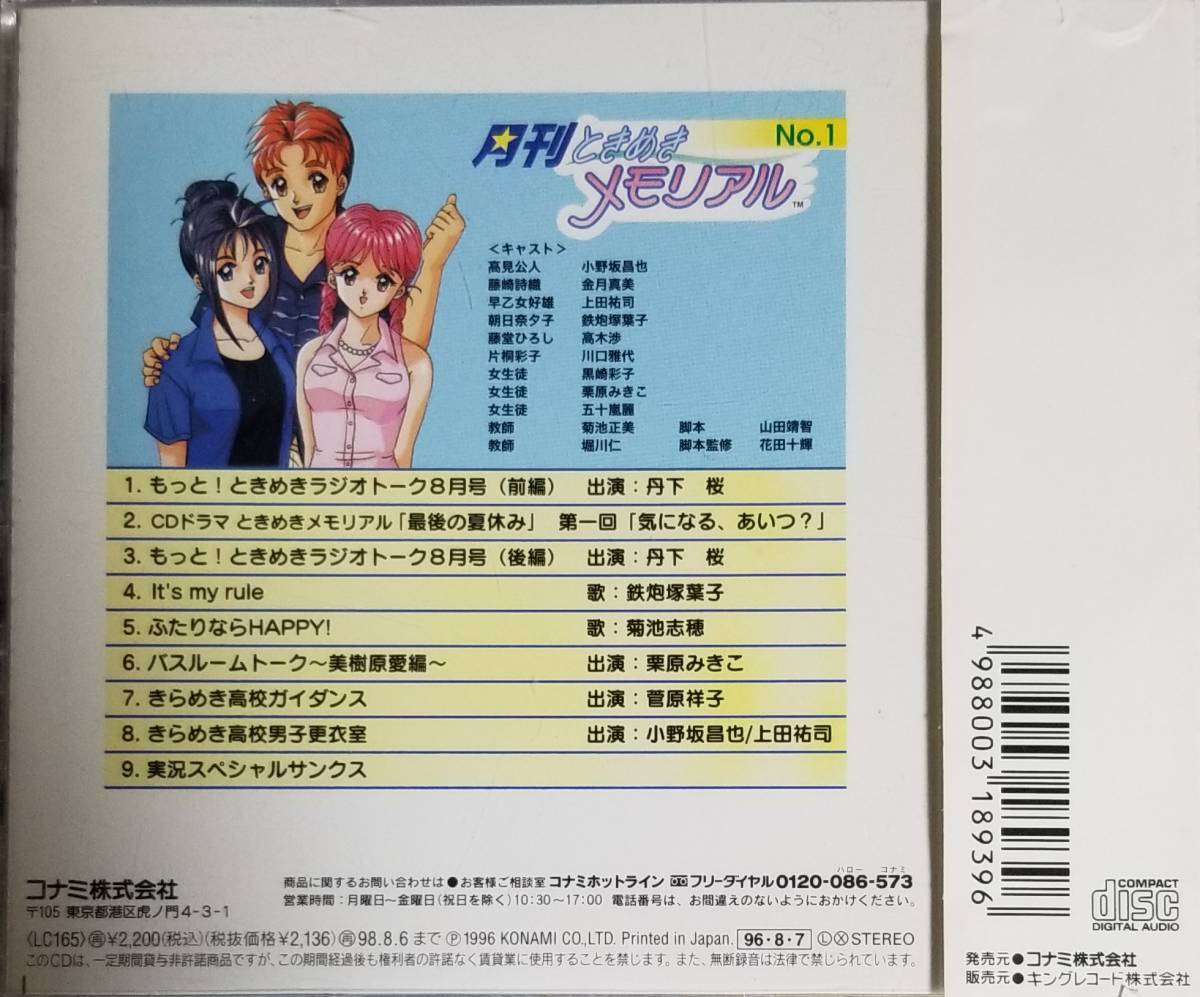 月刊ときめき
メモリアル™
No.1
＜キャスト＞
高見公人 小野坂昌也
藤崎詩織 金月真美
早乙女好雄 上田祐司
朝日奈夕子 鉄炮塚葉子
藤堂ひろし 高木渉
片桐彩子 川口雅代
女生徒 黒崎彩子
女生徒 栗原みきこ
女生徒 五十嵐麗
教師 菊池正美 脚本 山田靖智
教師 堀川仁 脚本監修 花田十輝
1. もっと！ときめきラジオトーク8月号（前編） 出演：丹下 桜
2. CDドラマ ときめきメモリアル「最後の夏休み」 第一回「気になる、あいつ？」
3. もっと！ときめきラジオトーク8月号（後編） 出演：丹下 桜
4. It's my rule 歌：鉄炮塚葉子
5. ふたりならHAPPY! 歌：菊池志穂
6. バスルームトーク〜美樹原愛編〜 出演：栗原みきこ
7. きらめき高校ガイダンス 出演：菅原祥子
8. きらめき高校男子更衣室 出演：小野坂昌也/上田祐司
9. 実況スペシャルサンクス
コナミ株式会社
〒105 東京都港区虎ノ門4-3-1
ハロー コナミ
商品に関するお問い合わせは●お客様ご相談室 コナミホットライン フリーダイヤル0120-086-573
営業時間：月曜日〜金曜日(祝日を除く)10:30〜17:00 電話番号は、お間違えのないようにおかけください。
〈LC165〉㊢¥2,200(税込)(税抜価格¥2,136)㊢98.8.6まで Ⓟ1996 KONAMI CO.,LTD. Printed in Japan. 96・8・7 ⓁⓍSTEREO
このCDは、一定期間貸与非許諾商品ですが、この期間経過後も権利者の許諾なく賃貸業に使用することを禁じます。また、無断録音は法律で禁じられています。
4 988003 189396
COMPACT
disc
DIGITAL AUDIO
発売元●コナミ株式会社
販売元●キングレコード株式会社